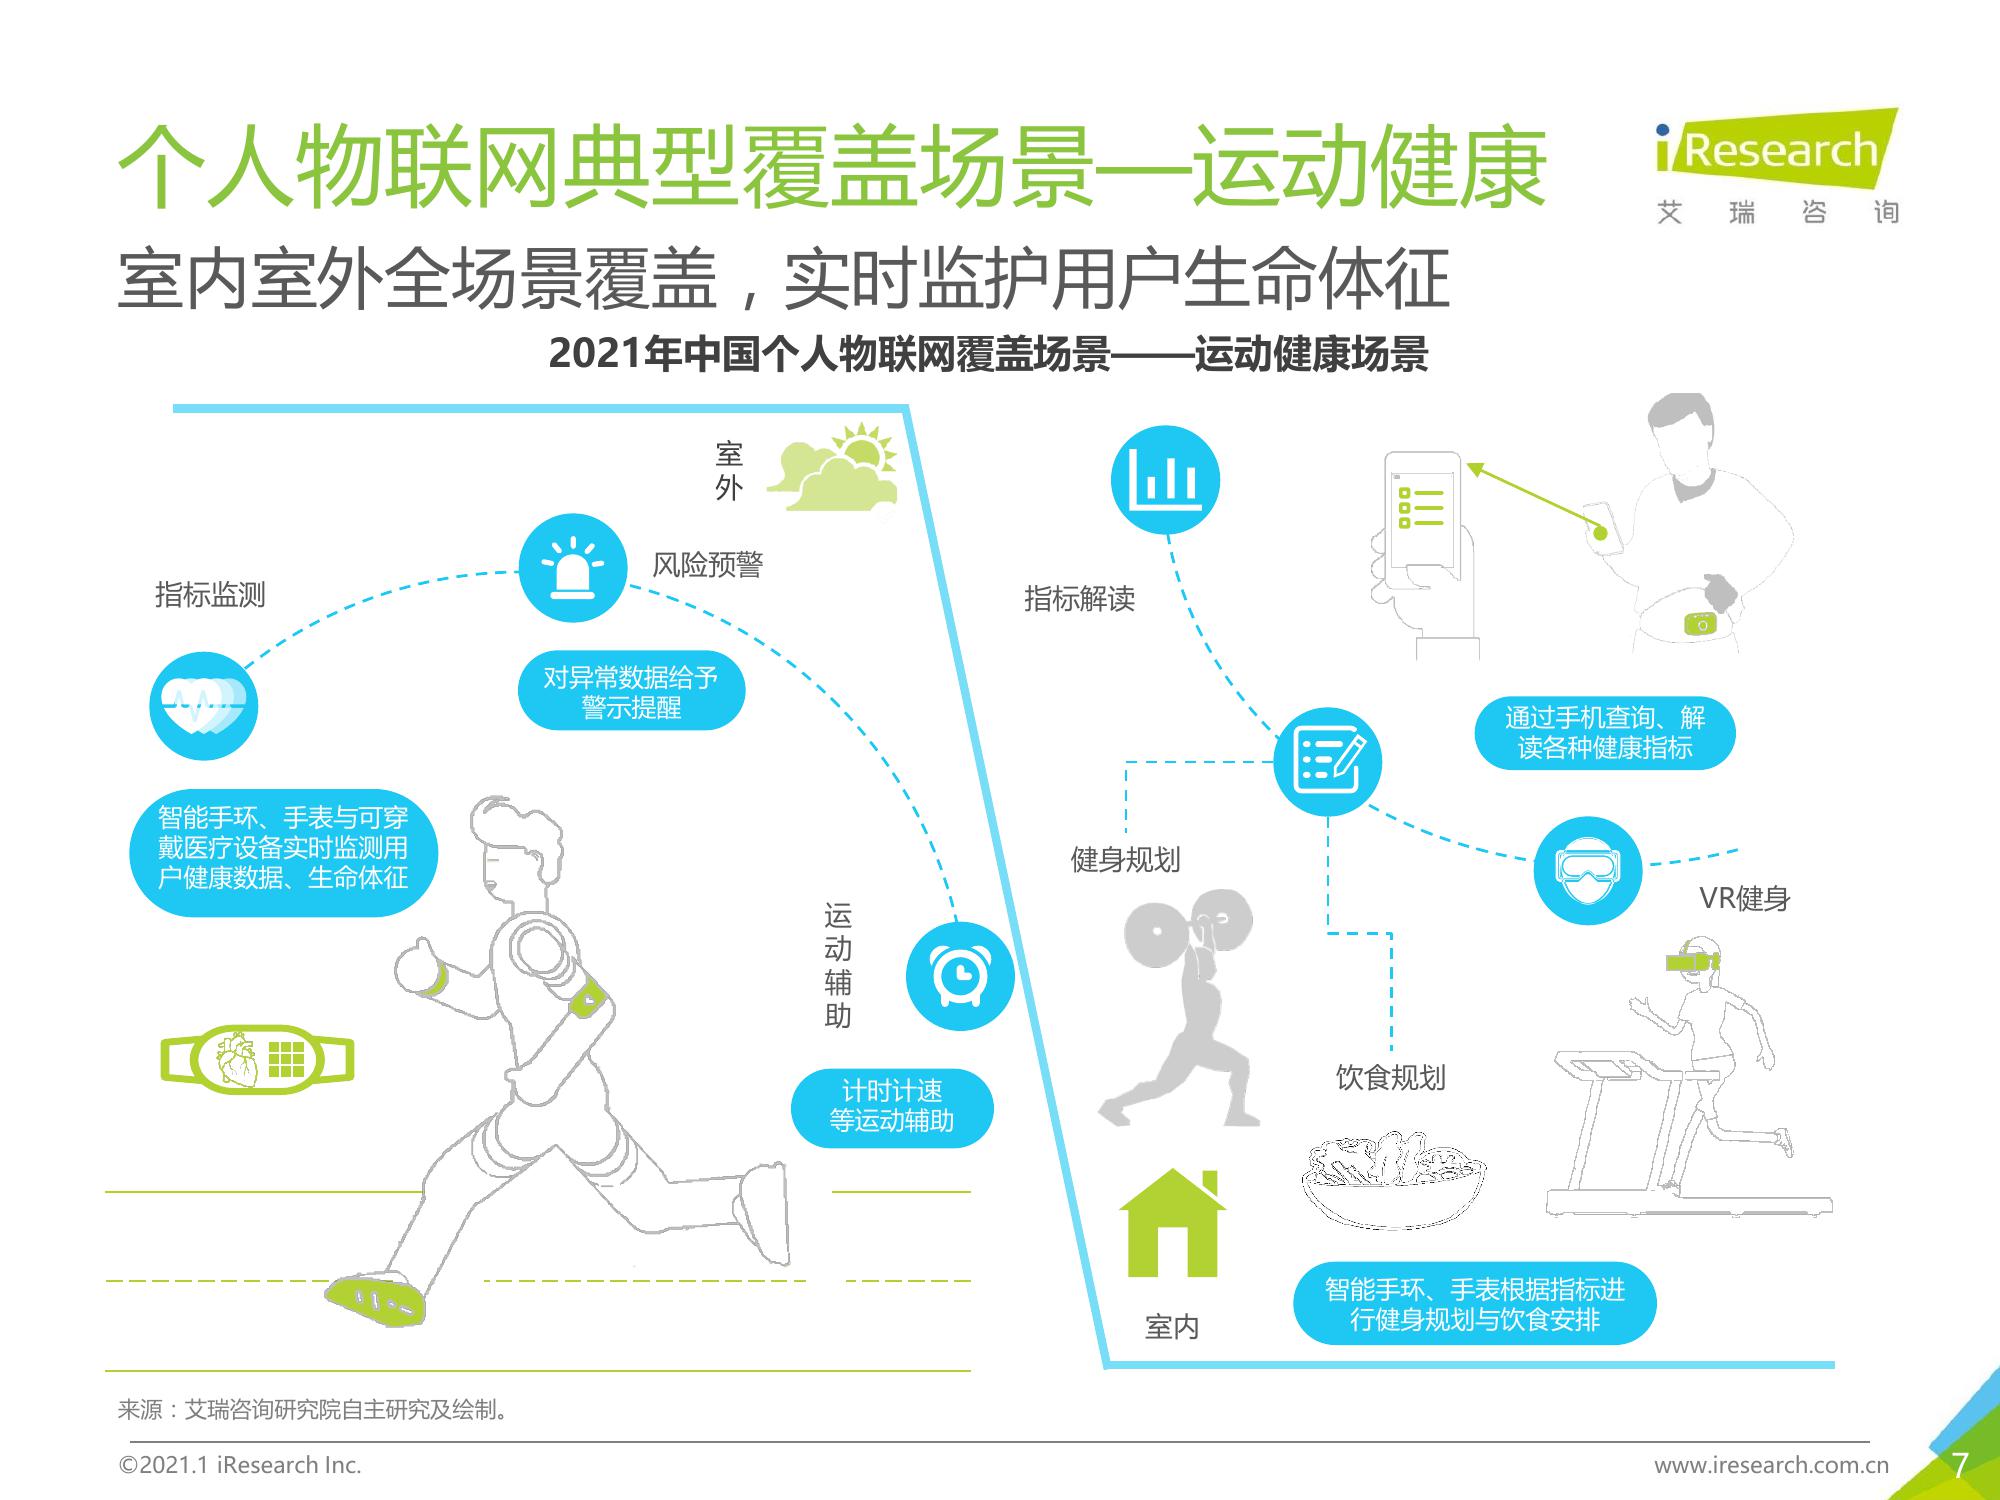 个人物联网典型覆盖场景—运动健康
iResearch
艾瑞咨询
室内室外全场景覆盖，实时监护用户生命体征
2021年中国个人物联网覆盖场景——运动健康场景
室外
指标监测
风险预警
对异常数据给予
警示提醒
智能手环、手表与可穿
戴医疗设备实时监测用
户健康数据、生命体征
运动辅助
计时计速
等运动辅助
指标解读
通过手机查询、解
读各种健康指标
健身规划
VR健身
饮食规划
室内
智能手环、手表根据指标进
行健身规划与饮食安排
来源：艾瑞咨询研究院自主研究及绘制。
©2021.1 iResearch Inc.
www.iresearch.com.cn
7